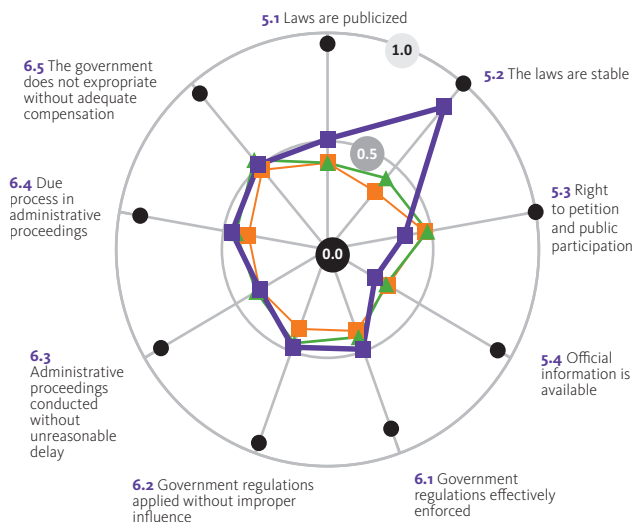 5.1 Laws are publicized
1.0
5.2 The laws are stable
6.5 The government
does not expropriate
without adequate
compensation
0.5
5.3 Right
to petition
and public
participation
6.4 Due
process in
administrative
proceedings
0.0
5.4 Official
information is
available
6.3
Administrative
proceedings
conducted
without
unreasonable
delay
6.2 Government regulations
applied without improper
influence
6.1 Government
regulations effectively
enforced